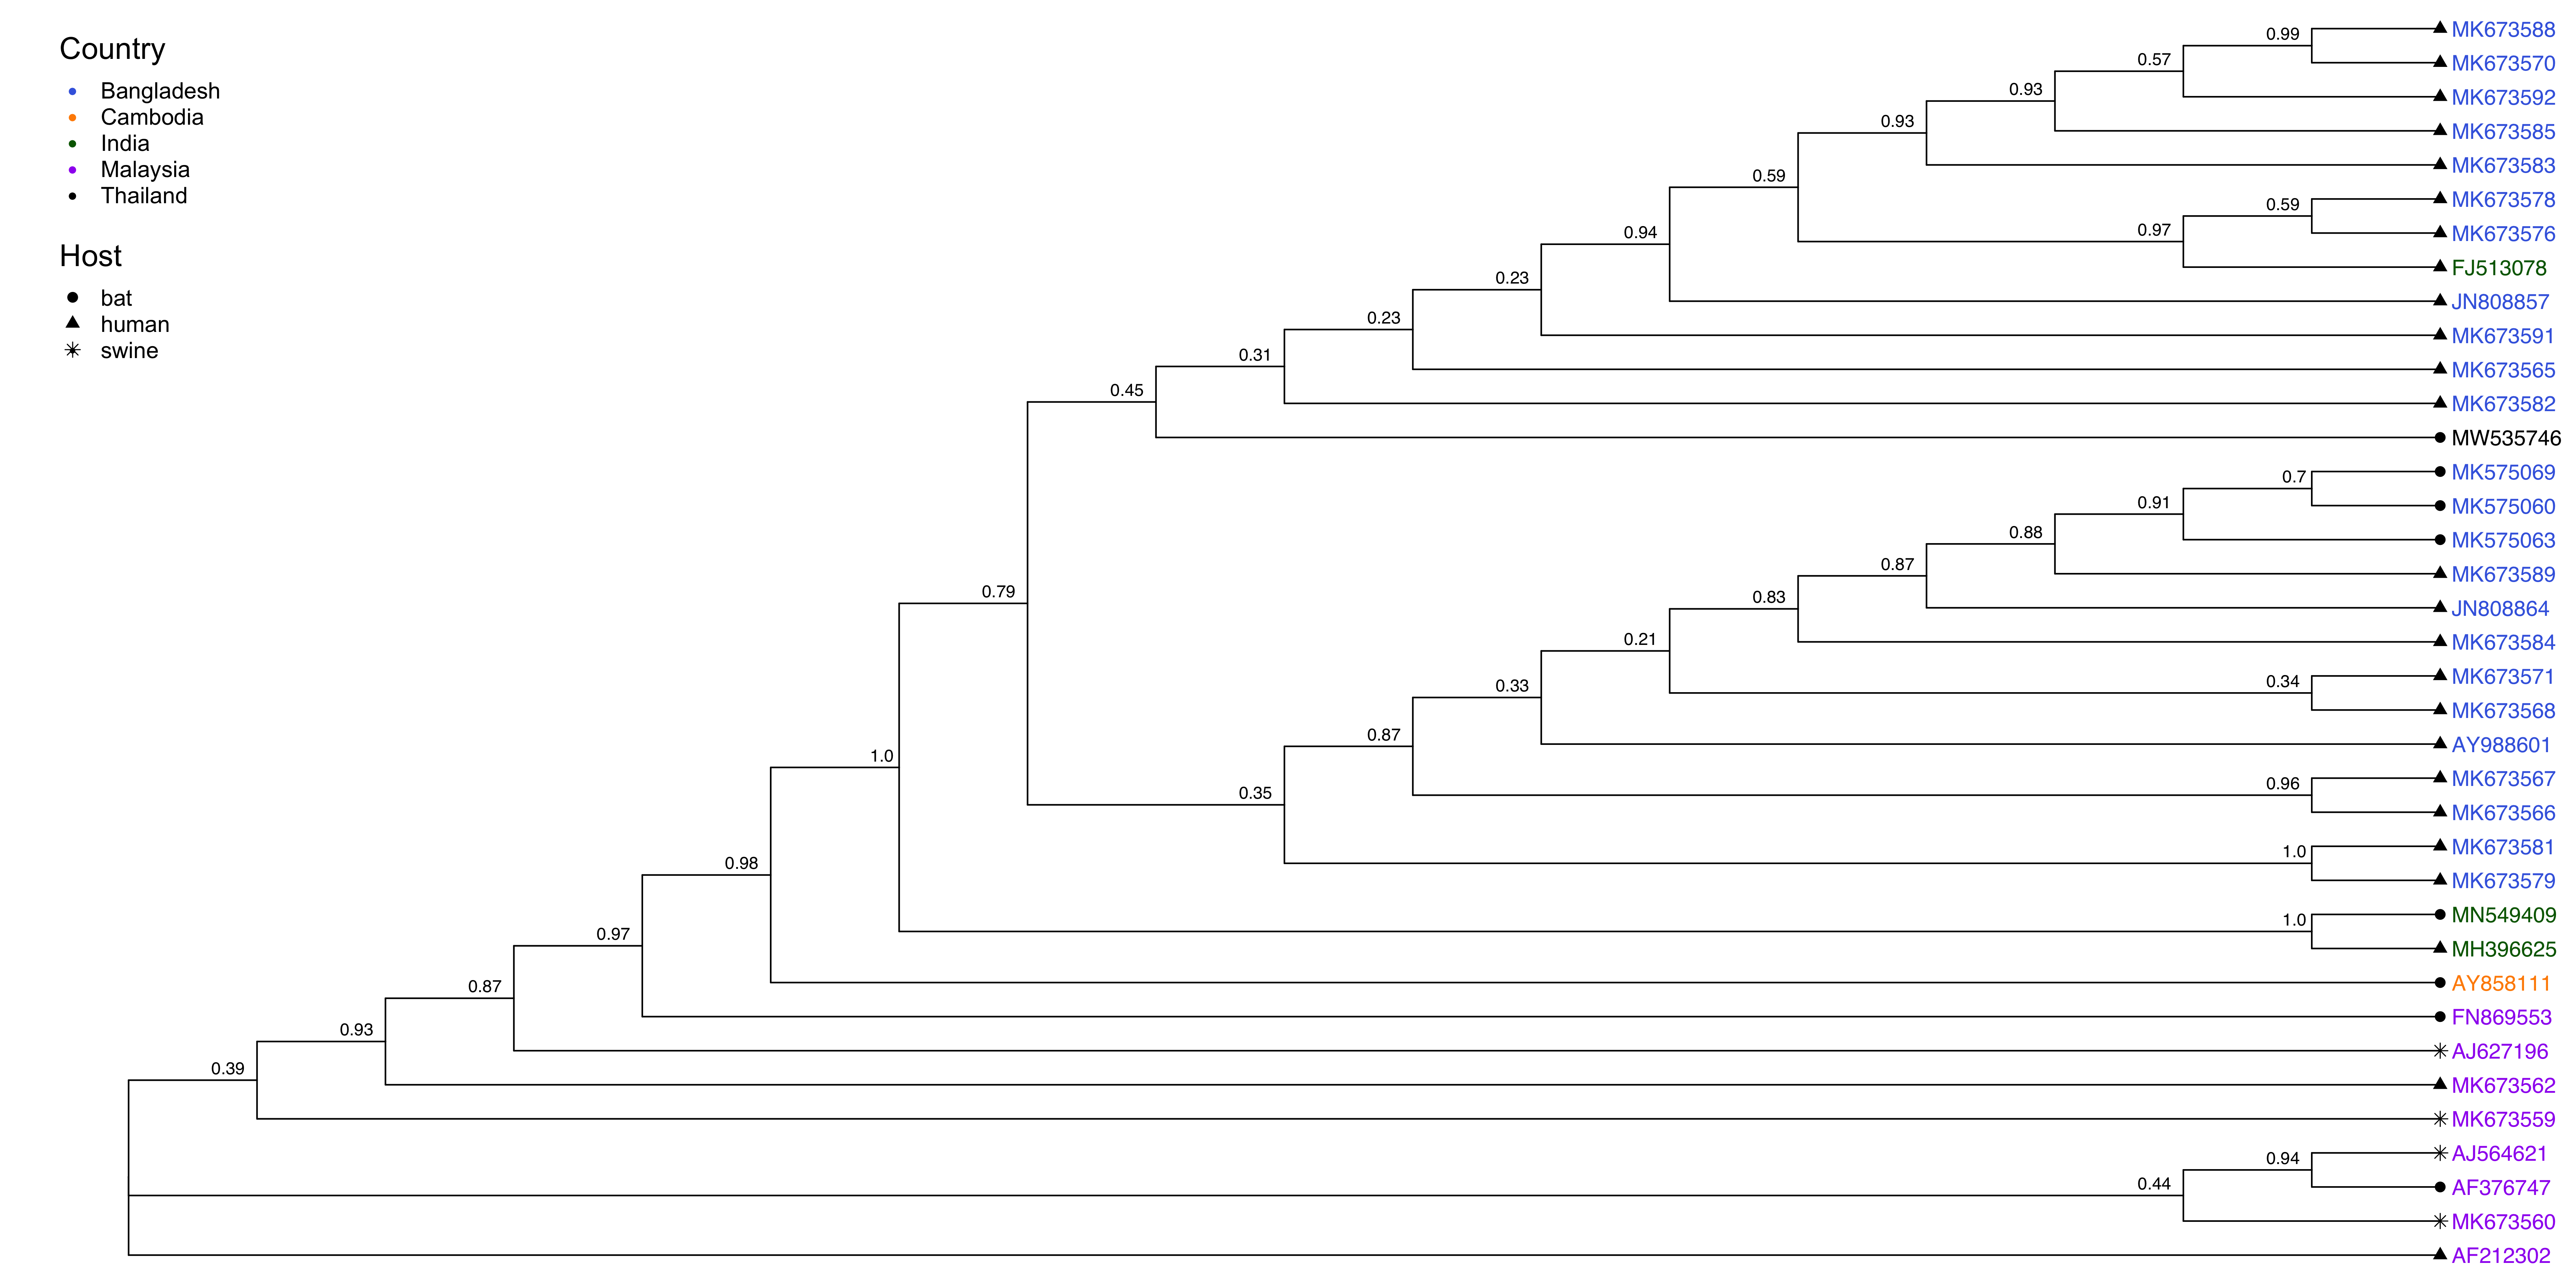 Country
Bangladesh
Cambodia
India
Malaysia
Thailand
Host
bat
human
swine
MK673588
0.99
MK673570
0.57
MK673592
0.93
MK673585
0.93
MK673583
0.59
MK673578
0.59
MK673576
0.97
FJ513078
0.94
JN808857
0.23
MK673591
0.23
MK673565
0.31
MK673582
0.45
MW535746
MK575069
0.7
MK575060
0.91
MK575063
0.88
MK673589
0.87
JN808864
0.83
MK673584
0.21
MK673571
0.34
MK673568
0.33
AY988601
0.87
MK673567
0.96
MK673566
0.35
MK673581
1.0
MK673579
0.79
1.0
MN549409
1.0
MH396625
0.98
AY858111
0.97
FN869553
0.87
AJ627196
0.93
MK673562
0.39
MK673559
AJ564621
0.94
AF376747
0.44
MK673560
AF212302